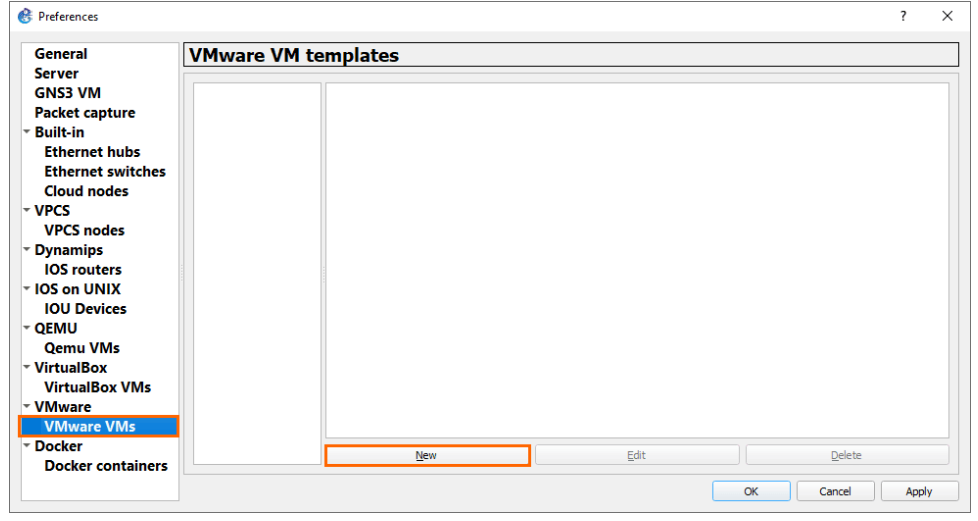 Preferences
?
General
Server
GNS3 VM
Packet capture
Built-in
Ethernet hubs
Ethernet switches
Cloud nodes
VPCS
VPCS nodes
Dynamips
IOS routers
IOS on UNIX
IOU Devices
QEMU
Qemu VMs
VirtualBox
VirtualBox VMs
VMware
VMware VMs
Docker
Docker containers
VMware VM templates
New
Edit
Delete
OK
Cancel
Apply